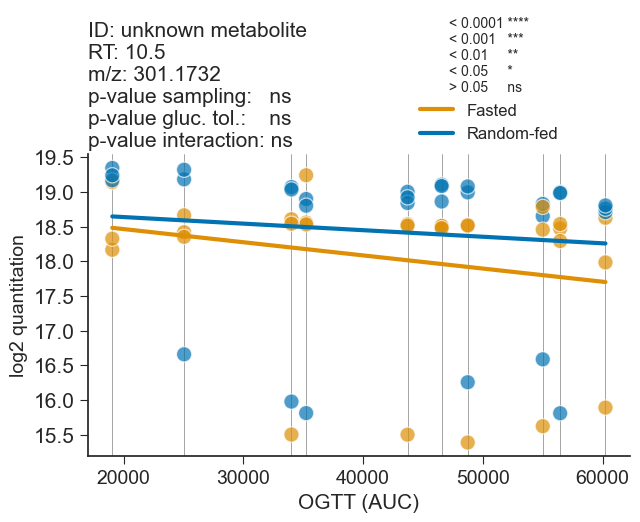 ID: unknown metabolite
RT: 10.5
m/z: 301.1732
p-value sampling: ns
p-value gluc. tol.: ns
p-value interaction: ns
< 0.0001 ****
< 0.001 ***
< 0.01 **
< 0.05 *
> 0.05 ns
Fasted
Random-fed
19.5
19.0
18.5
18.0
17.5
17.0
16.5
16.0
15.5
log2 quantitation
20000 30000 40000 50000 60000
OGTT (AUC)